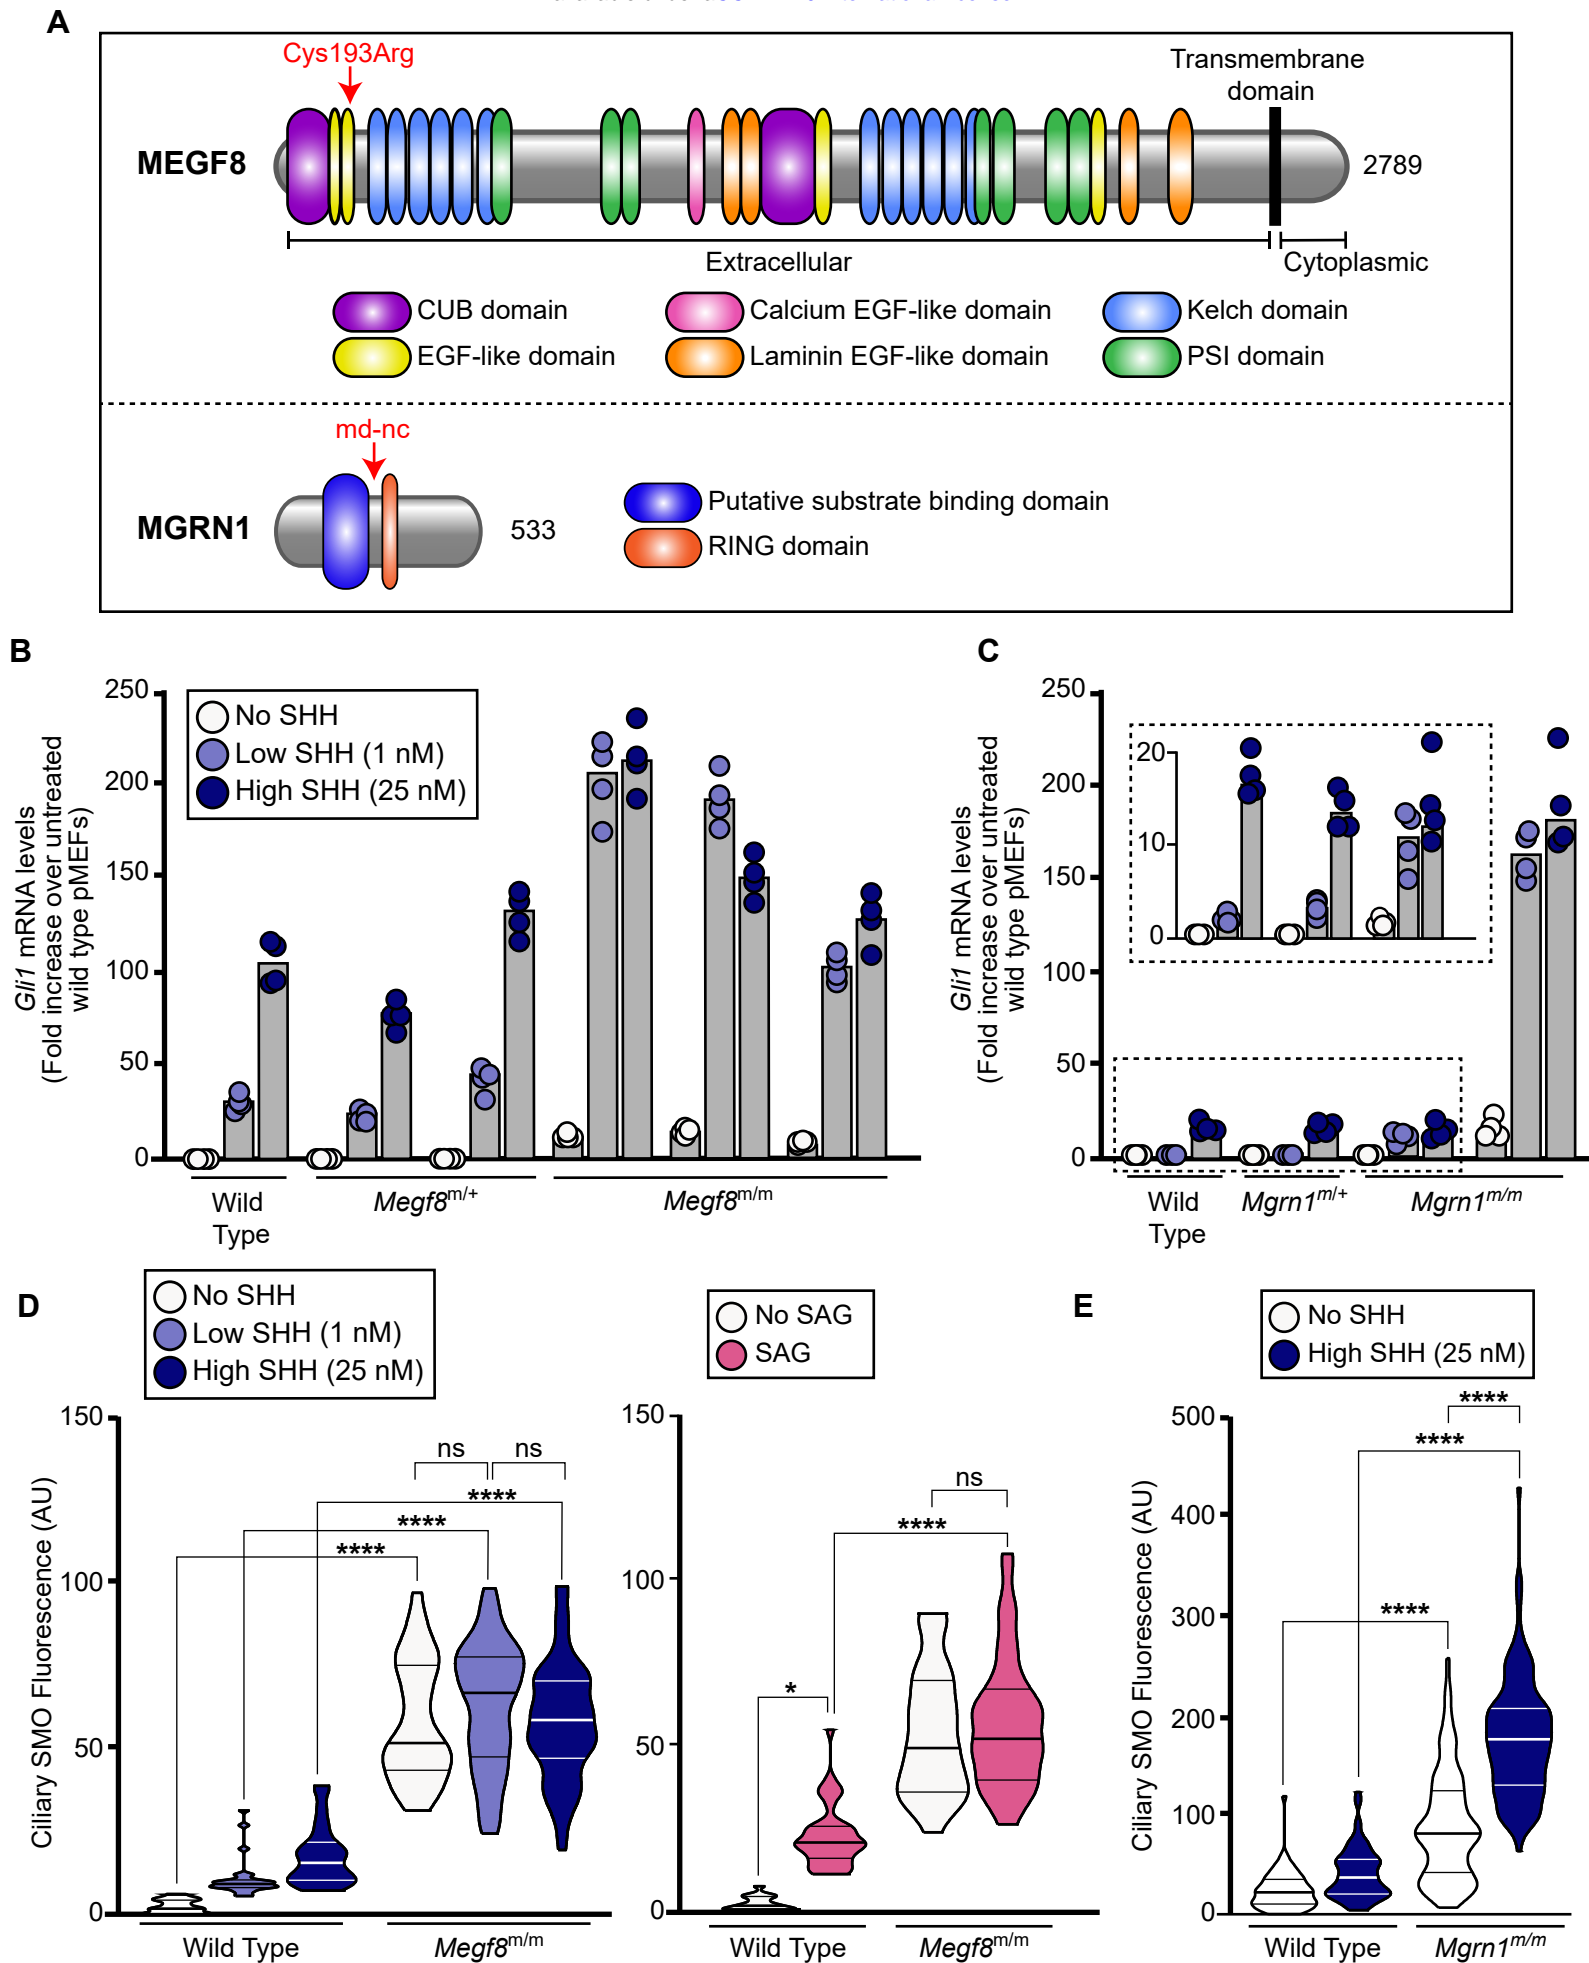 A
Cys193Arg
Transmembrane
domain
MEGF8
2789
Extracellular
Cytoplasmic
CUB domain
Calcium EGF-like domain
Kelch domain
EGF-like domain
Laminin EGF-like domain
PSI domain
md-nc
MGRN1
533
Putative substrate binding domain
RING domain
B
Gli1 mRNA levels
(Fold increase over untreated
wild type pMEFs)
250
200
150
100
50
0
No SHH
Low SHH (1 nM)
High SHH (25 nM)
Wild
Type
Megf8m/+
Megf8m/m
C
Gli1 mRNA levels
(Fold increase over untreated
wild type pMEFs)
250
200
150
100
50
0
20
10
0
Wild
Type
Mgrn1m/+
Mgrn1m/m
D
No SHH
Low SHH (1 nM)
High SHH (25 nM)
Ciliary SMO Fluorescence (AU)
150
100
50
0
ns
ns
****
****
****
Wild Type
Megf8m/m
No SAG
SAG
150
100
50
0
ns
****
*
Wild Type
Megf8m/m
E
No SHH
High SHH (25 nM)
Ciliary SMO Fluorescence (AU)
500
400
300
200
100
0
****
****
****
Wild Type
Mgrn1m/m